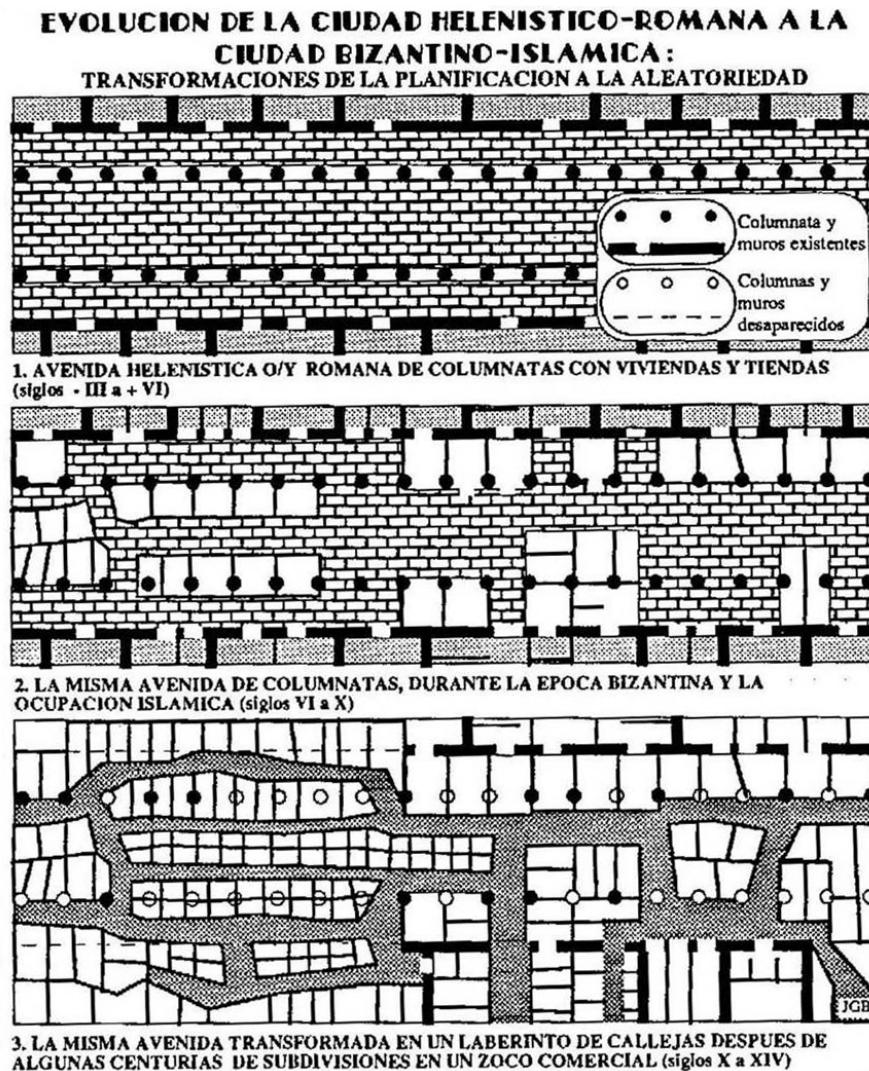 EVOLUCION DE LA CIUDAD HELENISTICO-ROMANA A LA
CIUDAD BIZANTINO-ISLAMICA:
TRANSFORMACIONES DE LA PLANIFICACION A LA ALEATORIEDAD
Columnata y
muros existentes
Columnas y
muros
desaparecidos
1. AVENIDA HELENISTICA O/Y ROMANA DE COLUMNATAS CON VIVIENDAS Y TIENDAS
(siglos - III a + VI)
2. LA MISMA AVENIDA DE COLUMNATAS, DURANTE LA EPOCA BIZANTINA Y LA
OCUPACION ISLAMICA (siglos VI a X)
JGB
3. LA MISMA AVENIDA TRANSFORMADA EN UN LABERINTO DE CALLEJAS DESPUES DE
ALGUNAS CENTURIAS DE SUBDIVISIONES EN UN ZOCO COMERCIAL (siglos X a XIV)